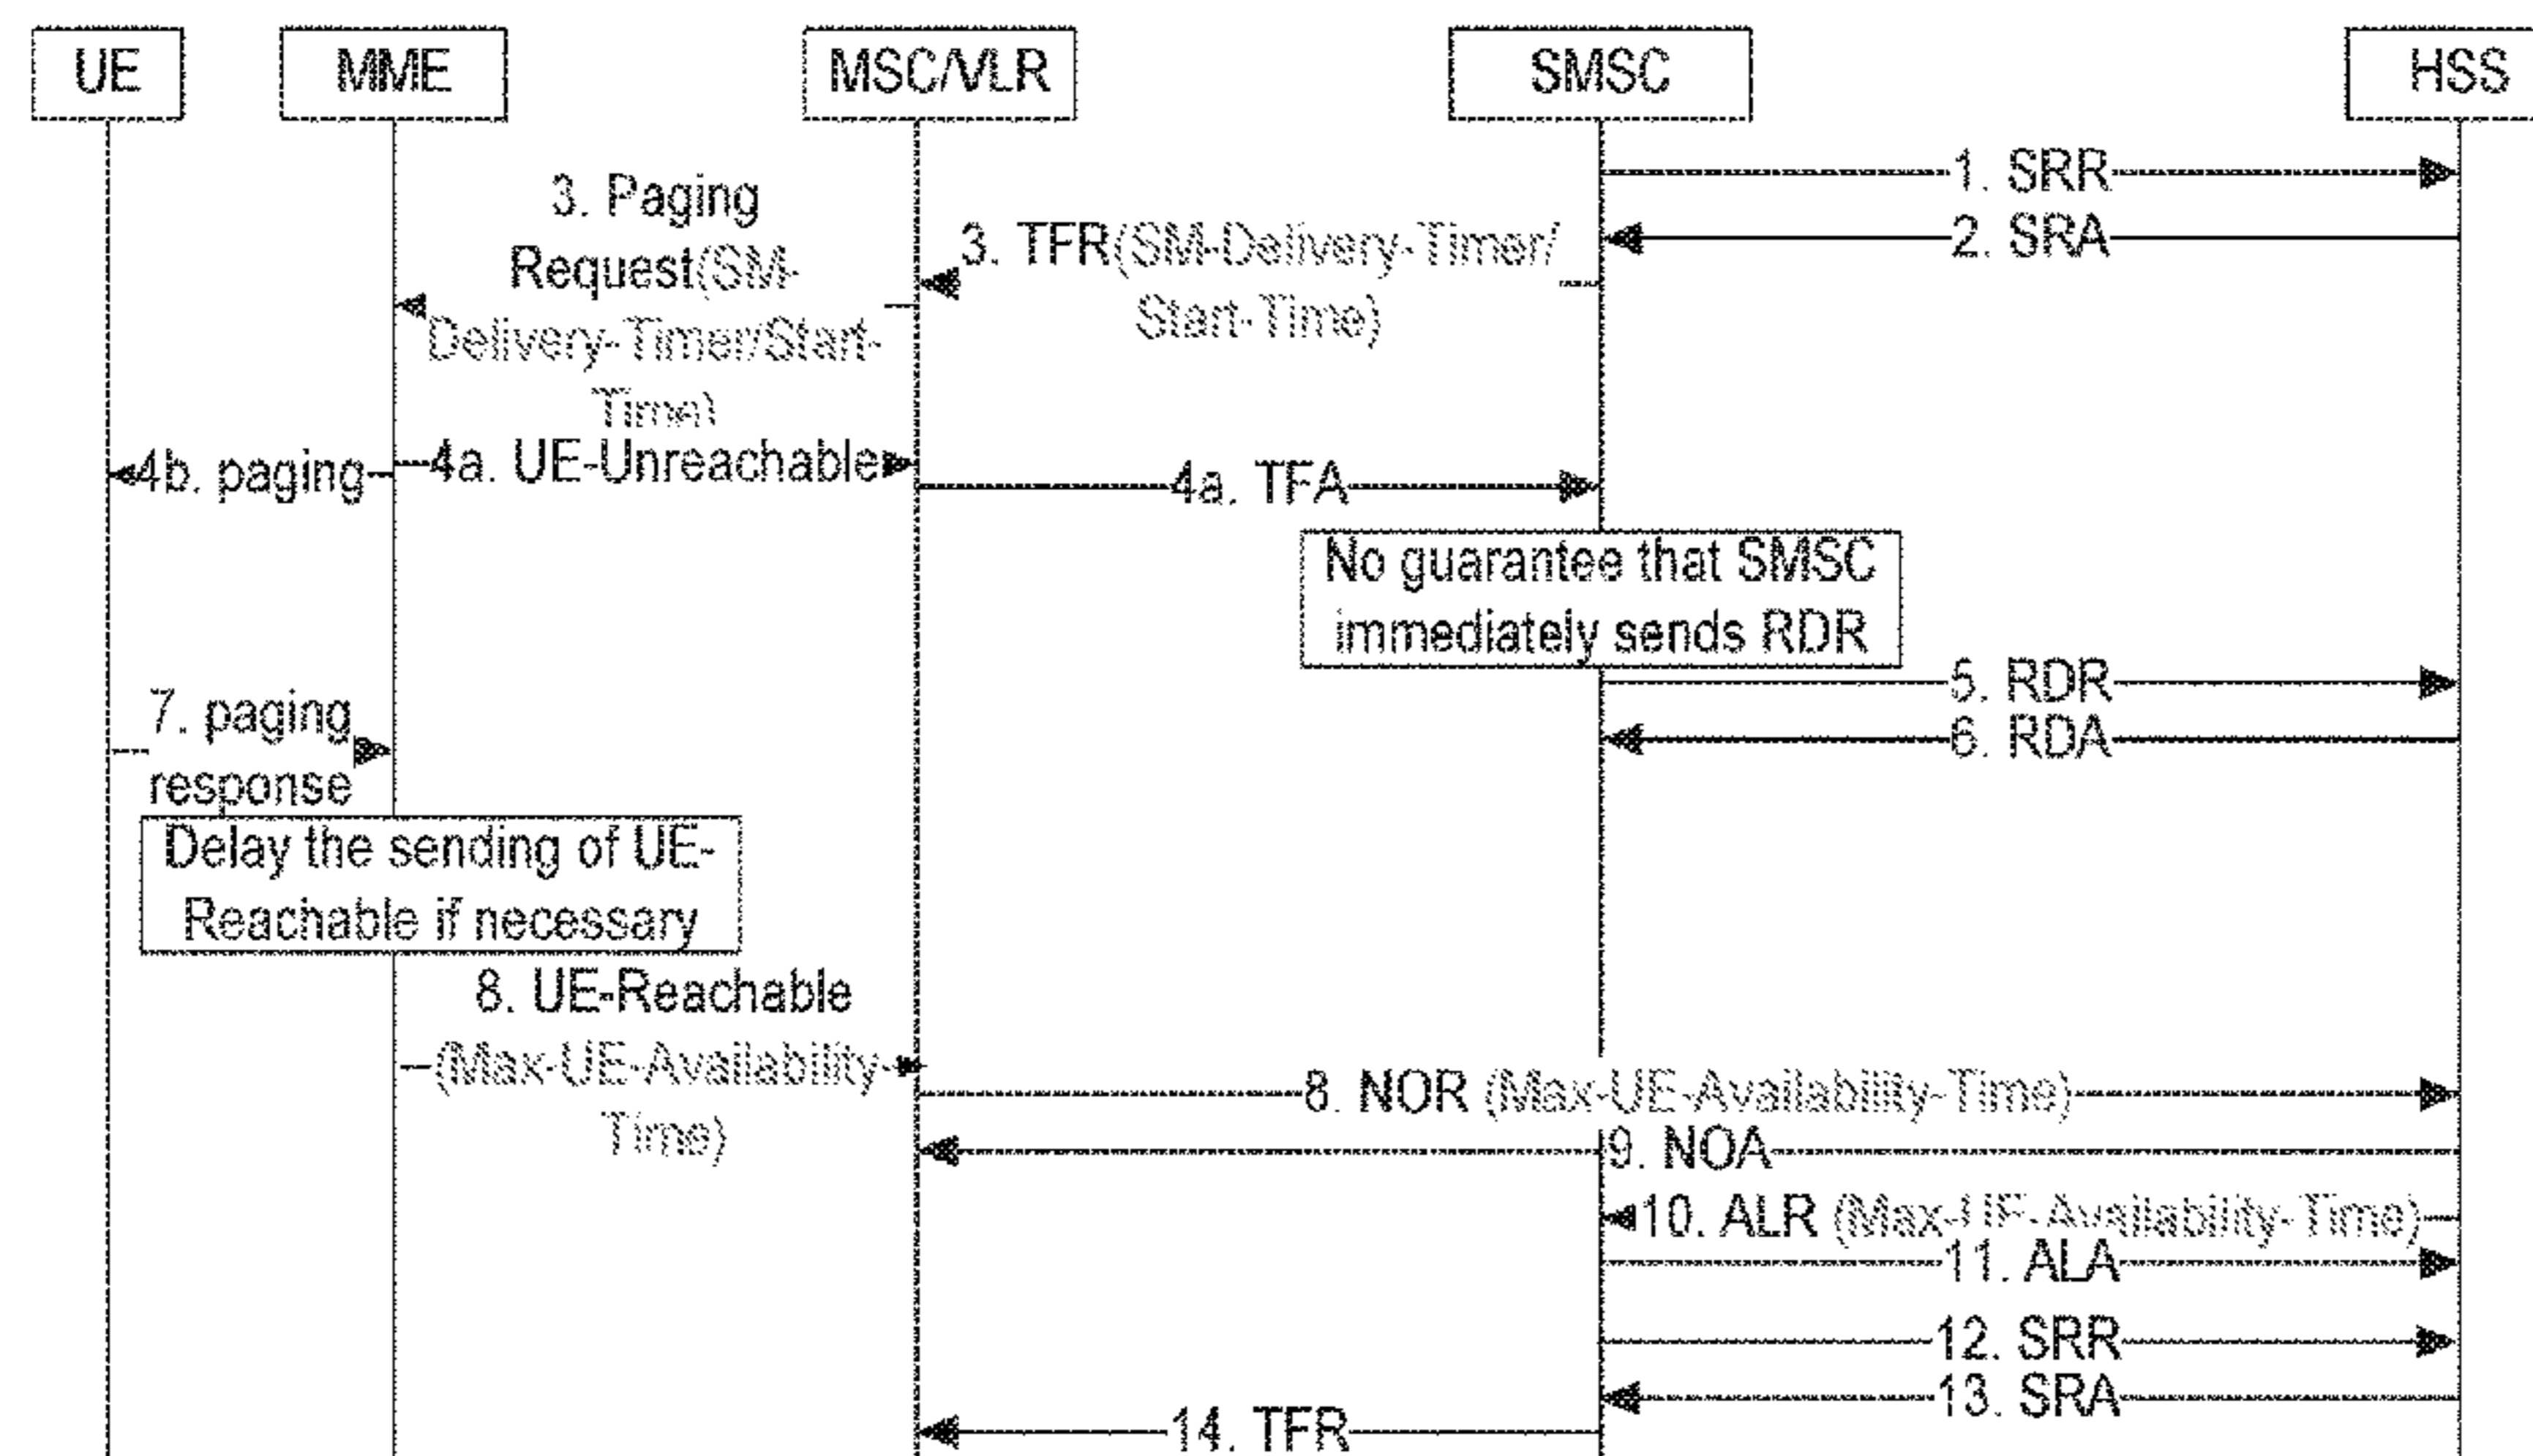 UE
MME
MSC/VLR
SMSC
HSS
1. SRR
3. Paging
Request(SM-
Delivery-Timer/Start-
Time)
3. TFR(SM-Delivery-Timer/
Start-Time)
2. SRA
4b. paging
4a. UE-Unreachable
4a. TFA
No guarantee that SMSC
immediately sends RDR
5. RDR
7. paging
response
6. RDA
Delay the sending of UE-
Reachable if necessary
8. UE-Reachable
(Max-UE-Availability-
Time)
8. NOR (Max-UE-Availability-Time)
9. NOA
10. ALR (Max-UE-Availability-Time)
11. ALA
12. SRR
13. SRA
14. TFR